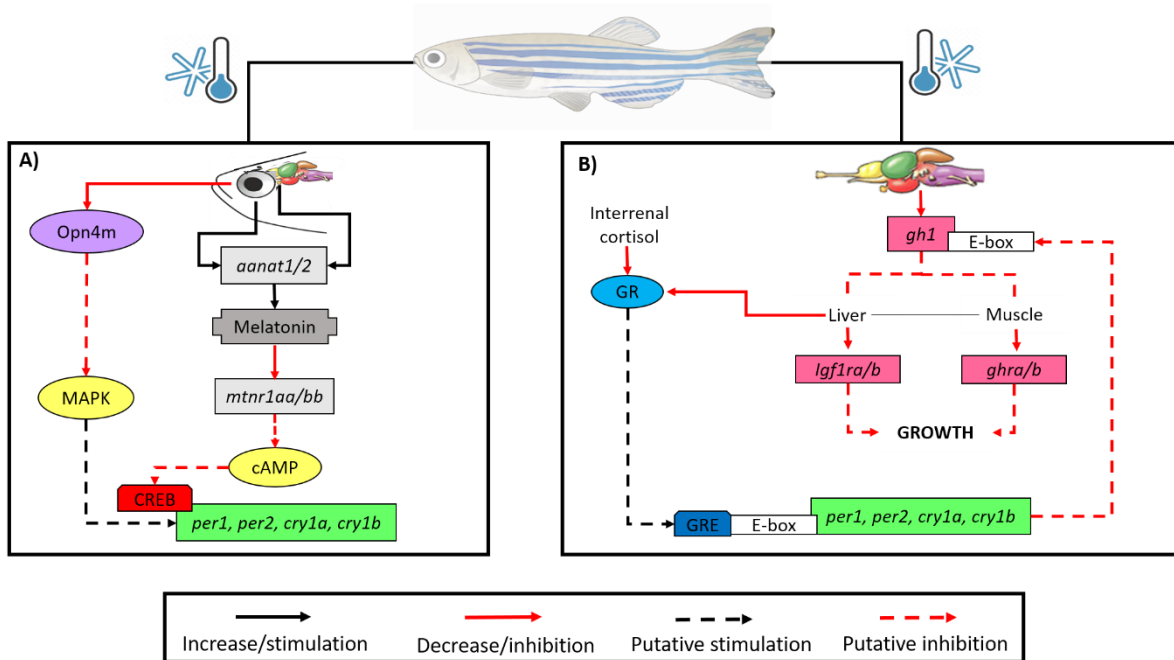 A)
Opn4m
aanat1/2
Melatonin
MAPK
mtnr1aa/bb
cAMP
CREB
per1, per2, cry1a, cry1b
B)
Interrenal
cortisol
gh1
E-box
GR
Liver
Muscle
Igf1ra/b
ghra/b
GROWTH
GRE
E-box
per1, per2, cry1a, cry1b
Increase/stimulation
Decrease/inhibition
Putative stimulation
Putative inhibition